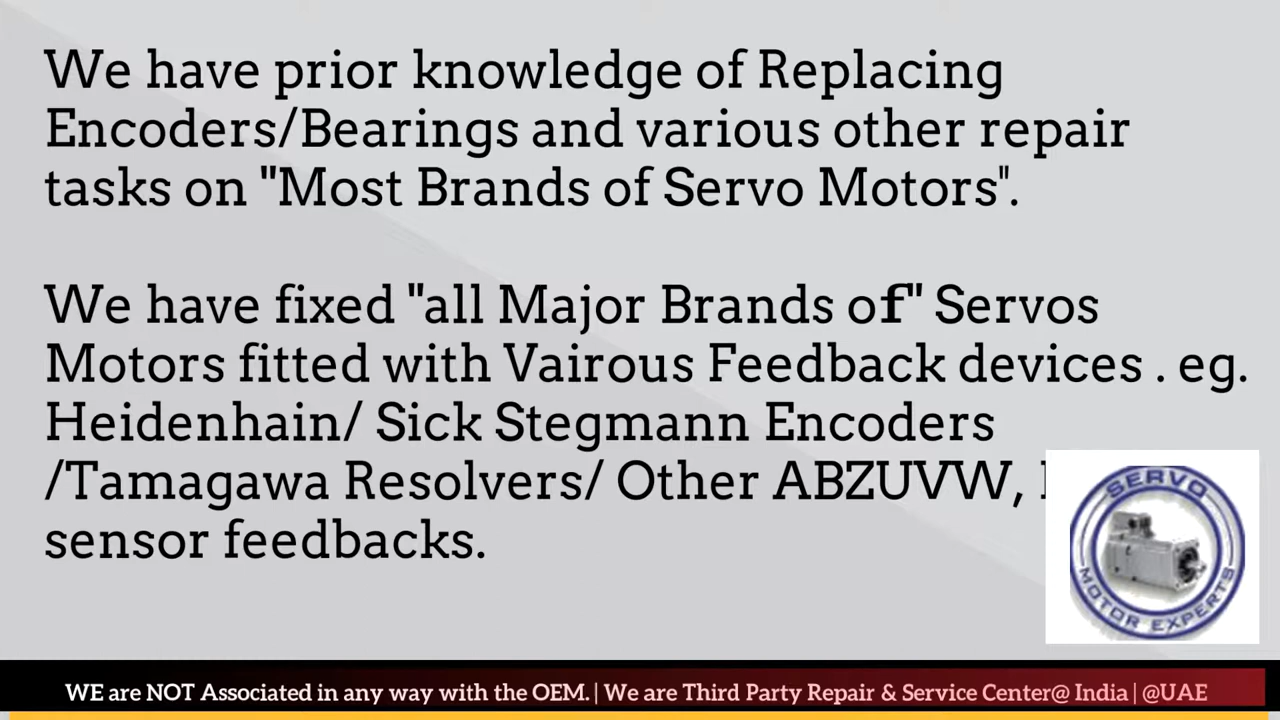 We have prior knowledge of Replacing
Encoders/Bearings and various other repair
tasks on "Most Brands of Servo Motors".
We have fixed "all Major Brands of" Servos
Motors fitted with Vairous Feedback devices . eg.
Heidenhain/ Sick Stegmann Encoders
/Tamagawa Resolvers/ Other ABZUVW,
sensor feedbacks.
SERVO
MOTOR EXPERTS
WE are NOT Associated in any way with the OEM. | We are Third Party Repair & Service Center@ India | @UAE